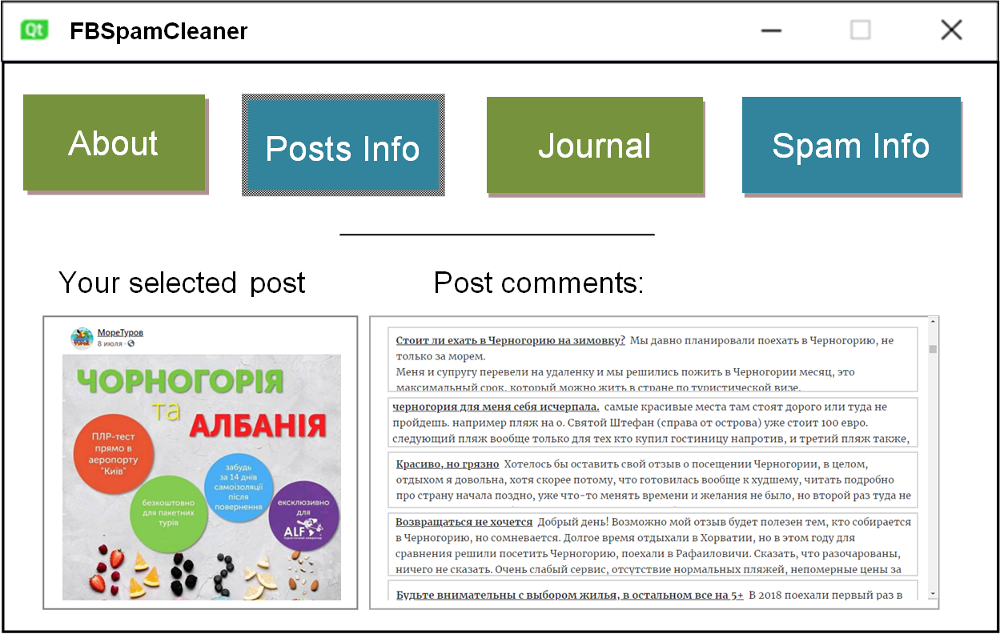 Qt FBSpamCleaner
About
Posts Info
Journal
Spam Info
Your selected post
Post comments:
МореТуров
8 июля ·
ЧОРНОГОРІЯ
та
АЛБАНІЯ
ПЛР-тест
прямо в
аеропорту
"Київ"
безкоштовно
для пакетних
турів
забудь
за 14 днів
самоізоляції
після
повернення
ексклюзивно
для
ALF
Стоит ли ехать в Черногорию на зимовку? Мы давно планировали поехать в Черногорию, не
только за морем.
Меня и супругу перевели на удаленку и мы решились пожить в Черногории месяц, это
максимальный срок, который можно жить в стране по туристической визе.
черногория для меня себя исчерпала. самые красивые места там стоят дорого или туда не
пройдешь. например пляж на о. Святой Штефан (справа от острова) уже стоит 100 евро.
следующий пляж вообще только для тех кто купил гостиницу напротив, и третий пляж также,
Красиво, но грязно Хотелось бы оставить свой отзыв о посещении Черногории, в целом,
отдыхом я довольна, хотя скорее потому, что готовилась вообще к худшему, читать подробно
про страну начала поздно, уже что-то менять времени и желания не было, но второй раз туда не
Возвращаться не хочется Добрый день! Возможно мой отзыв будет полезен тем, кто собирается
в Черногорию, но сомневается. Долгое время отдыхали в Хорватии, но в этом году для
сравнения решили посетить Черногорию, поехали в Рафаиловичи. Сказать, что разочарованы,
ничего не сказать. Очень слабый сервис, отсутствие нормальных пляжей, непомерные цены за
Будьте внимательны с выбором жилья, в остальном все на 5+ В 2018 поехали первый раз в